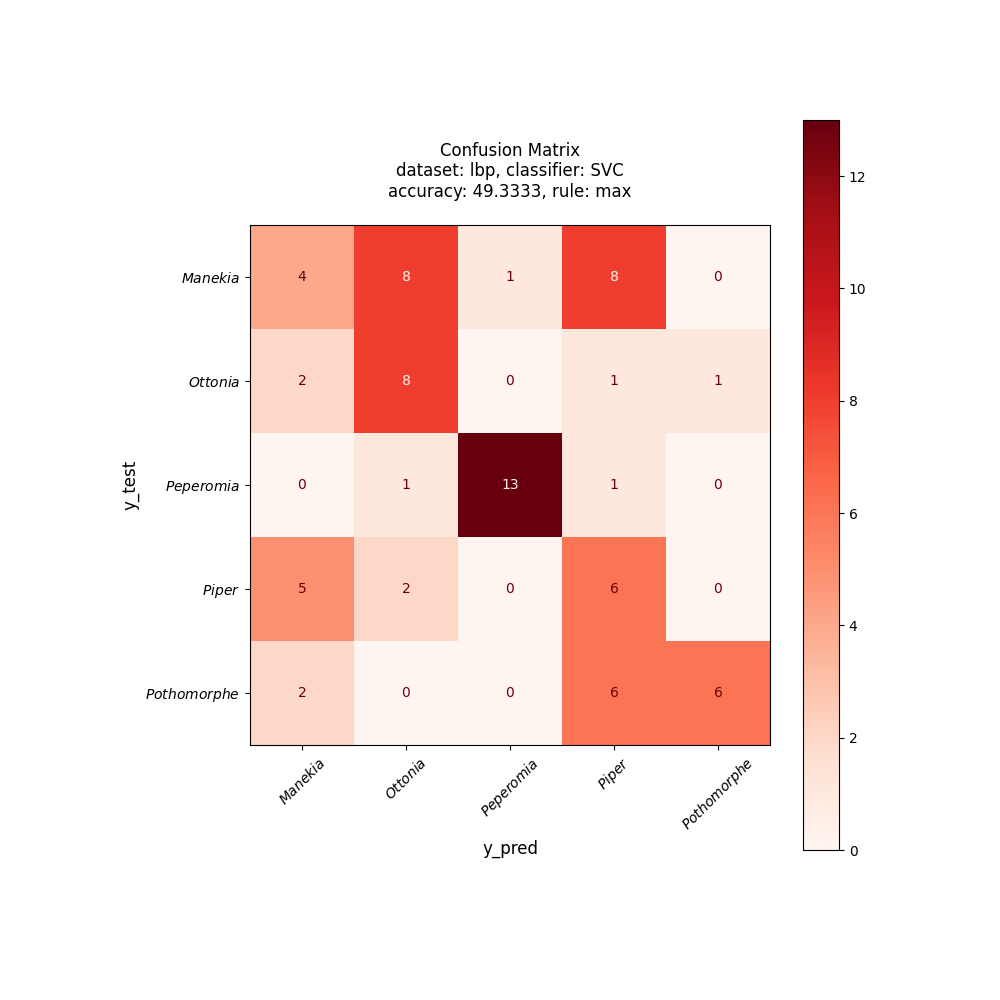 Confusion Matrix
dataset: lbp, classifier: SVC
accuracy: 49.3333, rule: max
y_test
Manekia 4 8 1 8 0
Ottonia 2 8 0 1 1
Peperomia 0 1 13 1 0
Piper 5 2 0 6 0
Pothomorphe 2 0 0 6 6
Manekia Ottonia Peperomia Piper Pothomorphe
y_pred
12
10
8
6
4
2
0